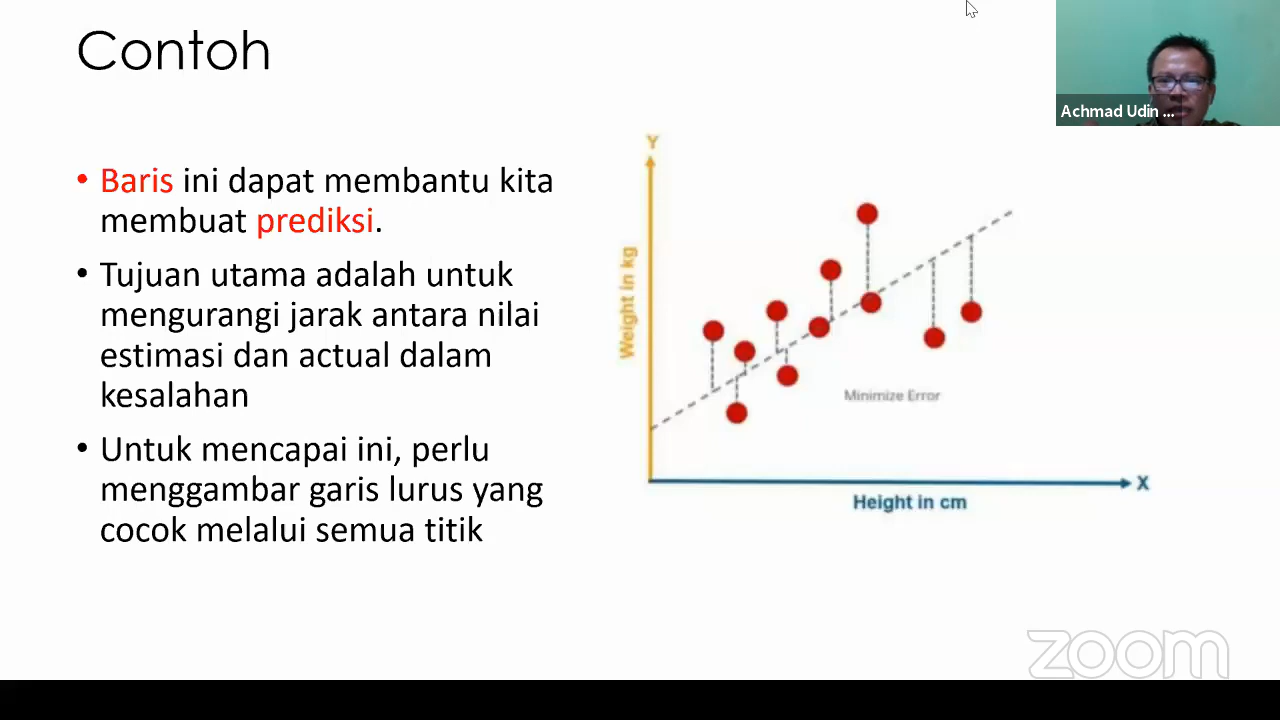 Contoh
Achmad Udin ...
• Baris ini dapat membantu kita
membuat prediksi.
• Tujuan utama adalah untuk
mengurangi jarak antara nilai
estimasi dan actual dalam
kesalahan
• Untuk mencapai ini, perlu
menggambar garis lurus yang
cocok melalui semua titik
Y
Weight in kg
Minimize Error
X
Height in cm
zoom